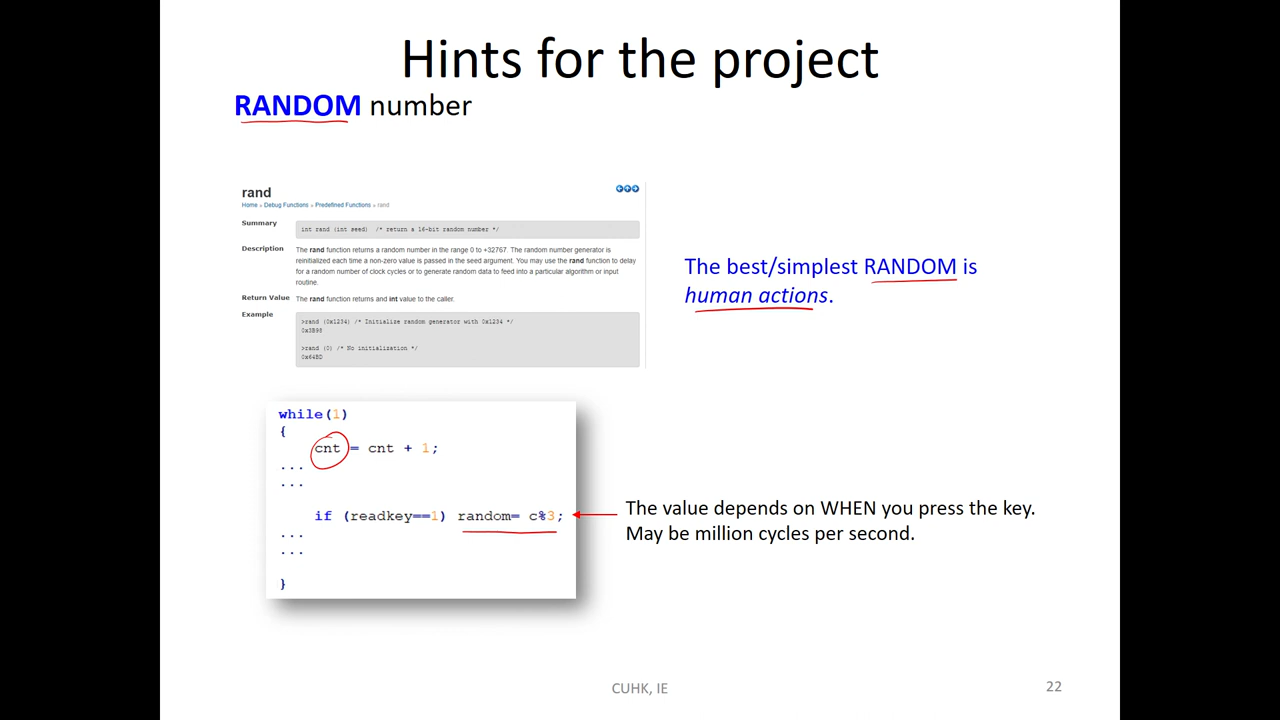 Hints for the project
RANDOM number
rand
Home » Debug Functions » Predefined Functions » rand
Summary
int rand (int seed) /* return a 16-bit random number */
Description
The rand function returns a random number in the range 0 to +32767. The random number generator is
reinitialized each time a non-zero value is passed in the seed argument. You may use the rand function to delay
for a random number of clock cycles or to generate random data to feed into a particular algorithm or input
routine.
Return Value
The rand function returns and int value to the caller.
Example
>rand (0x1234) /* Initialize random generator with 0x1234 */
0x3B98
>rand (0) /* No initialization */
0x64BD
The best/simplest RANDOM is
human actions.
while(1)
{
cnt = cnt + 1;
...
...
if (readkey==1) random= c%3;
...
...
}
The value depends on WHEN you press the key.
May be million cycles per second.
CUHK, IE
22